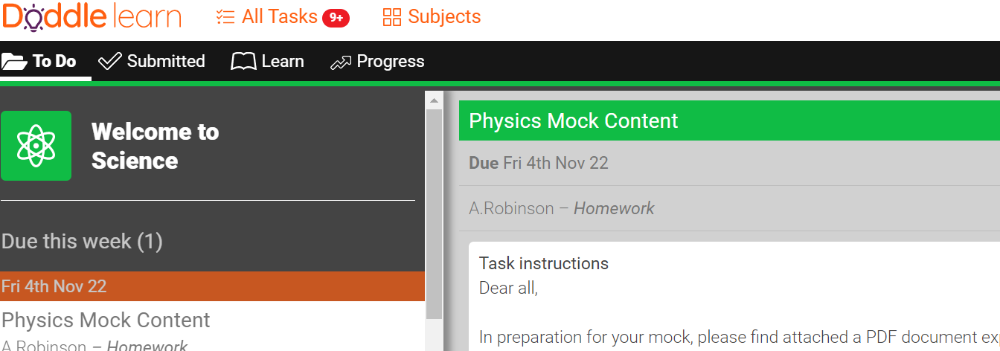 Doddle learn All Tasks 9+ Subjects
To Do Submitted Learn Progress
Welcome to
Science
Due this week (1)
Fri 4th Nov 22
Physics Mock Content
A.Robinson – Homework
Physics Mock Content
Due Fri 4th Nov 22
A.Robinson – Homework
Task instructions
Dear all,
In preparation for your mock, please find attached a PDF document